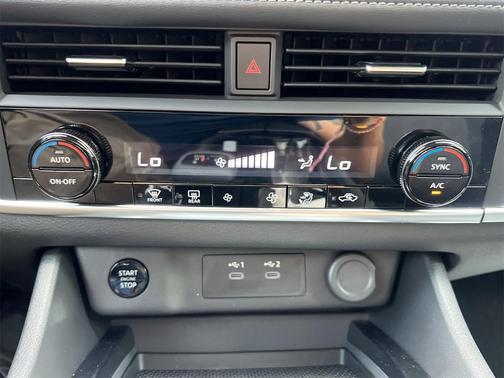 AUTO
ON·OFF
Lo
Lo
SYNC
A/C
FRONT
REAR
START
ENGINE
STOP
1
2